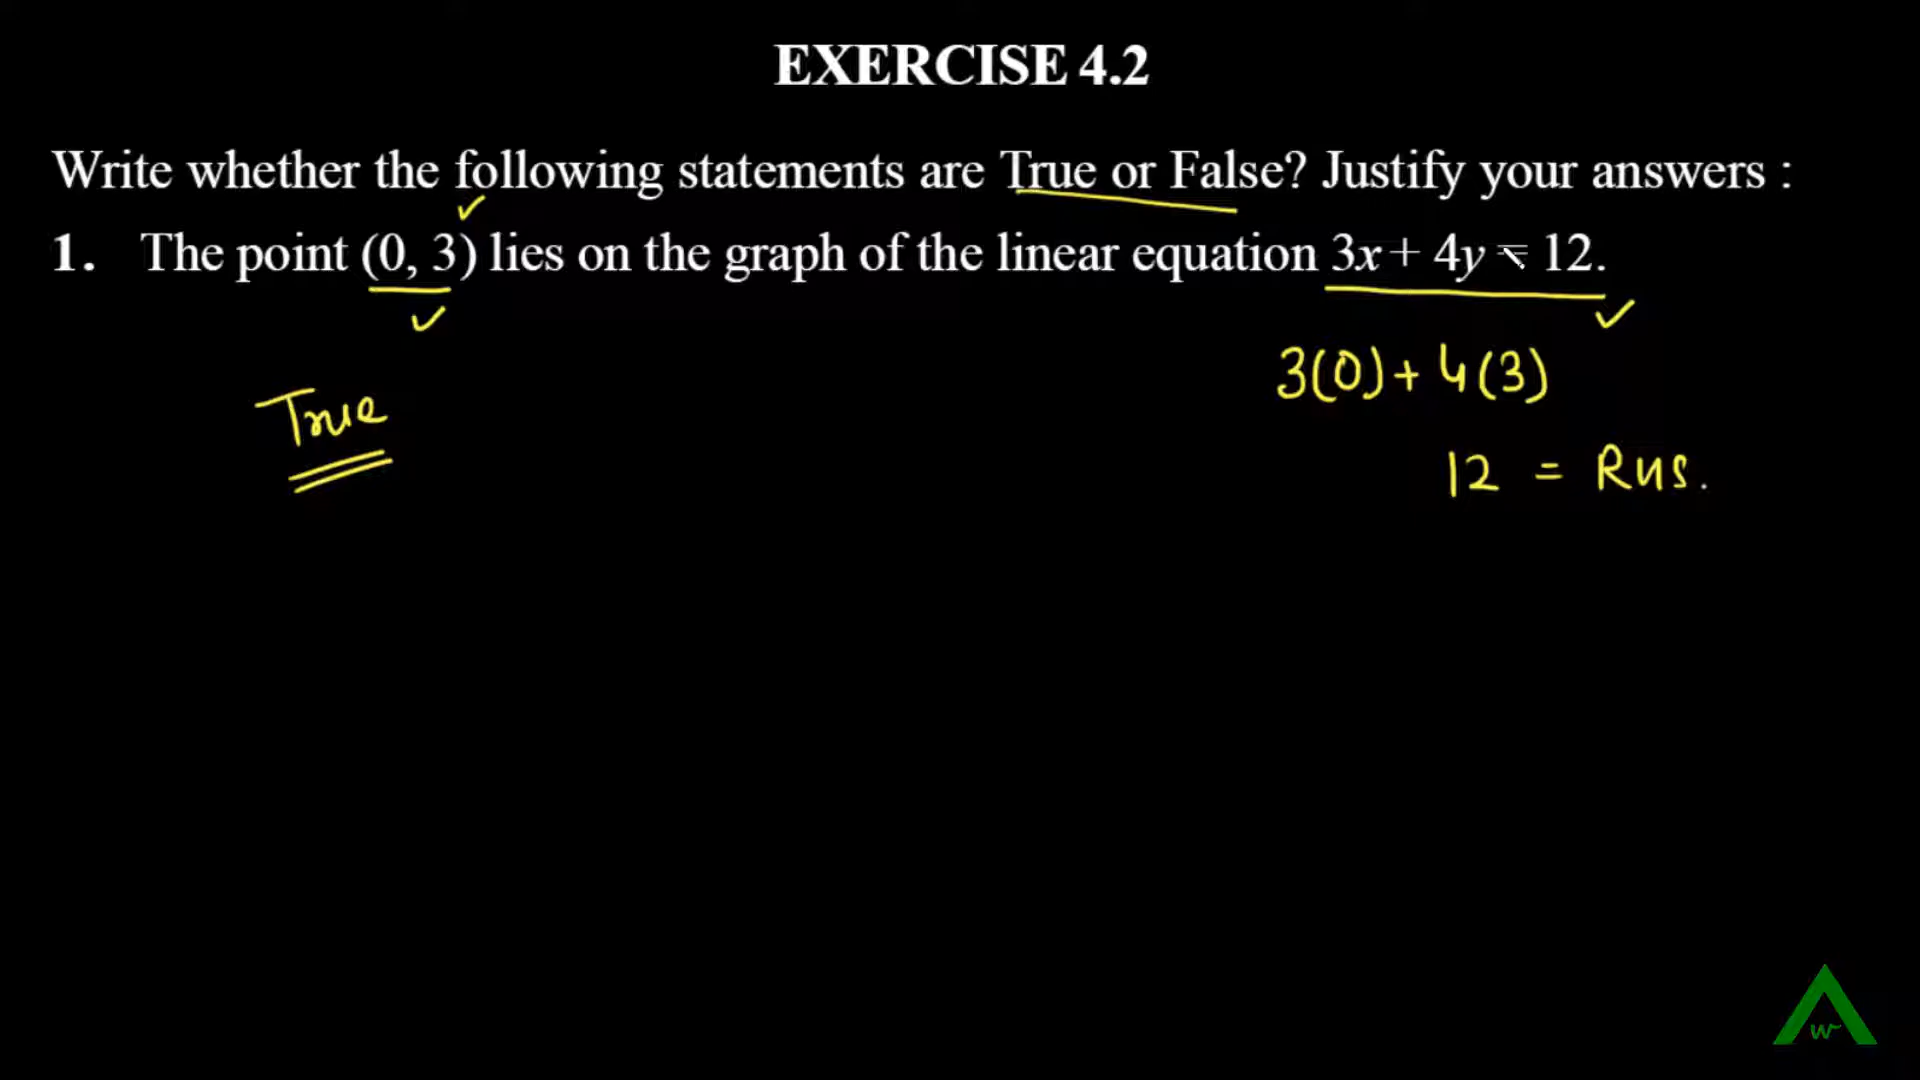 EXERCISE 4.2
Write whether the following statements are True or False? Justify your answers :
1. The point (0, 3) lies on the graph of the linear equation 3x + 4y = 12.
3(0) + 4(3)
True
12 = RHS.
w